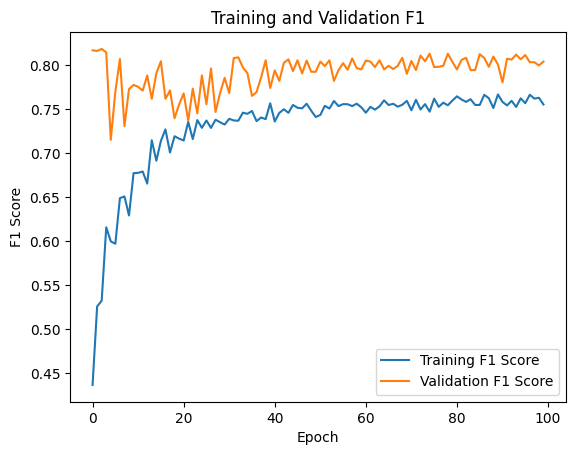 Training and Validation F1
F1 Score
0.80
0.75
0.70
0.65
0.60
0.55
0.50
0.45
Training F1 Score
Validation F1 Score
0 20 40 60 80 100
Epoch